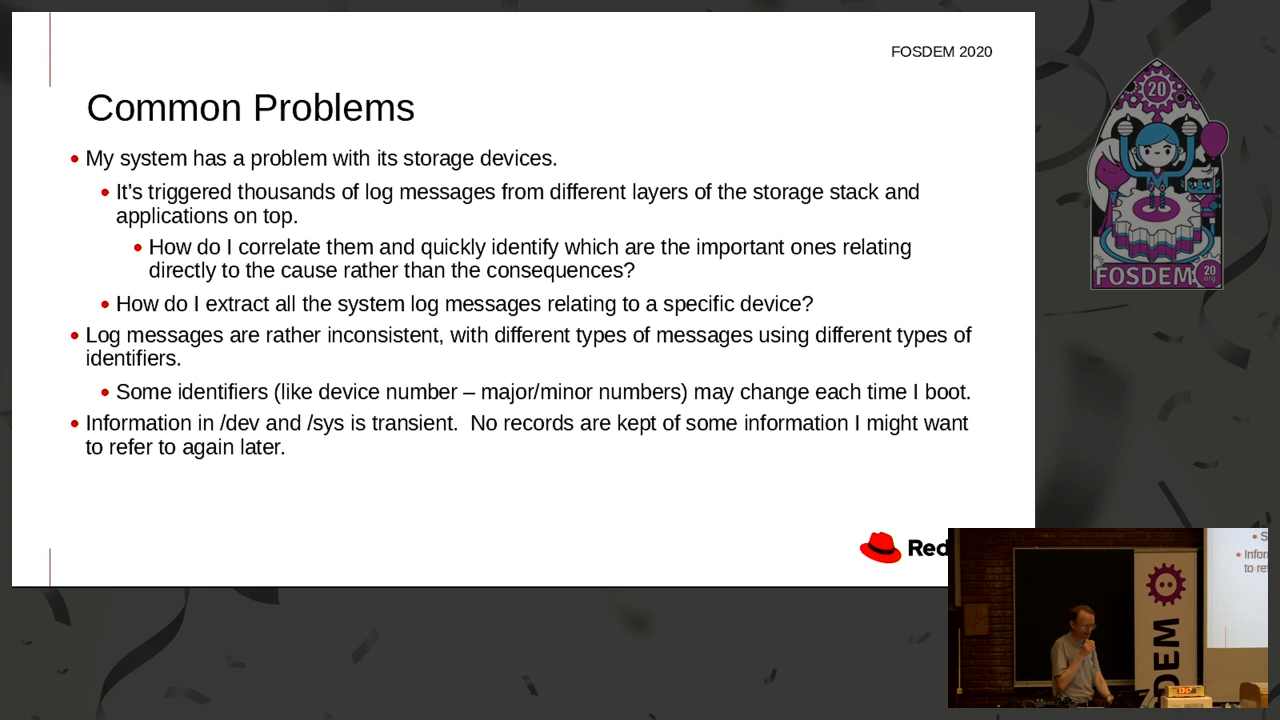 FOSDEM 2020
Common Problems
My system has a problem with its storage devices.
It's triggered thousands of log messages from different layers of the storage stack and
applications on top.
How do I correlate them and quickly identify which are the important ones relating
directly to the cause rather than the consequences?
How do I extract all the system log messages relating to a specific device?
Log messages are rather inconsistent, with different types of messages using different types of
identifiers.
Some identifiers (like device number – major/minor numbers) may change each time I boot.
Information in /dev and /sys is transient.  No records are kept of some information I might want
to refer to again later.
Red
20
FOSDEM
20
org
S
Infor
to ref
DEM